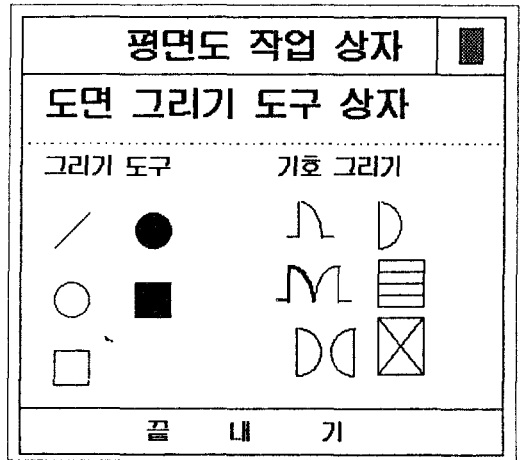 평면도 작업 상자
도면 그리기 도구 상자
그리기 도구 기호 그리기
끝 내 기